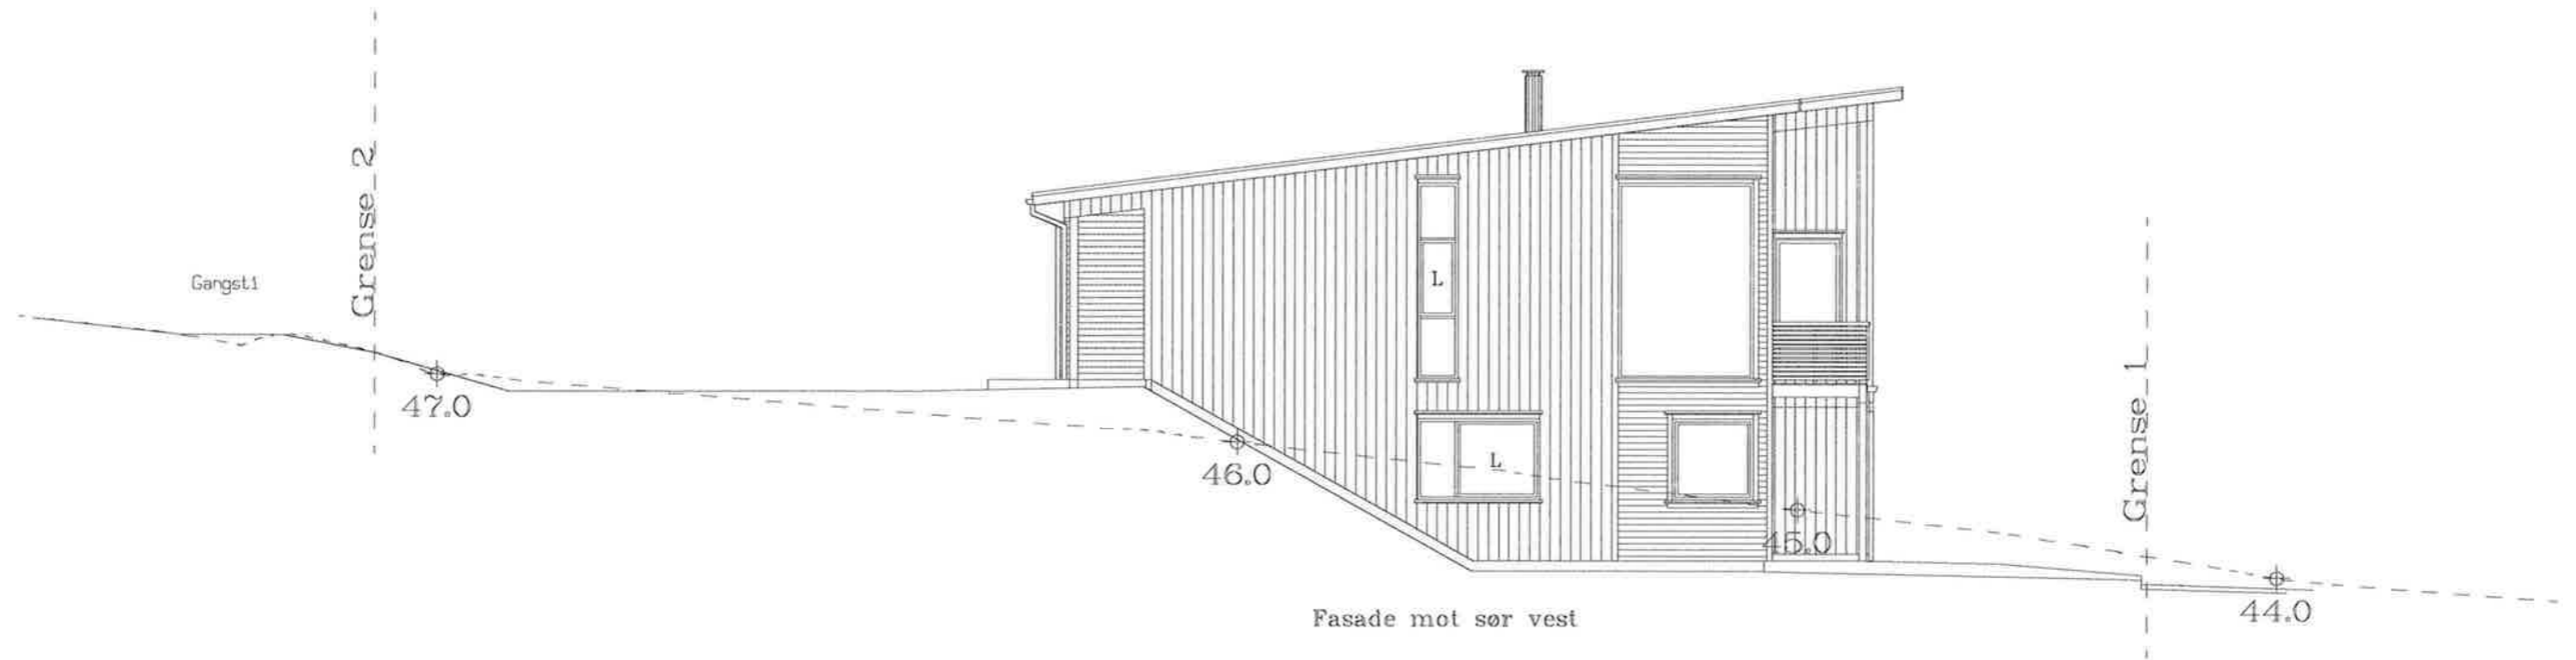 Grense 2
Gangsti
47.0
46.0
L
L
45.0
Grense 1
44.0
Fasade mot sør vest